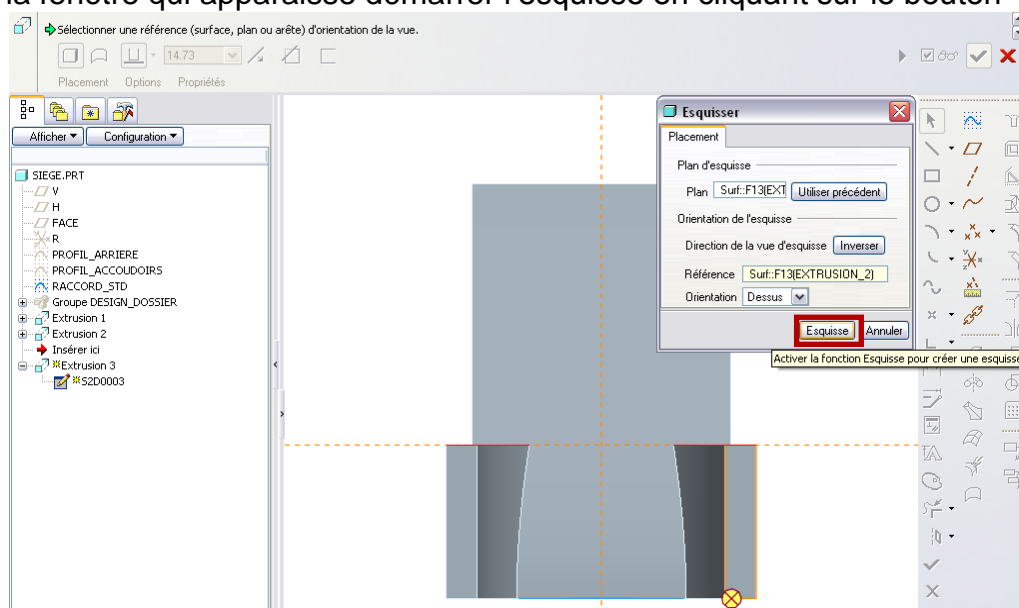 la fenêtre qui apparaisse démarrer l'esquisse en cliquant sur le bouton
Sélectionner une référence (surface, plan ou arête) d'orientation de la vue.
14.73
Placement Options Propriétés
Afficher Configuration
SIEGE.PRT
V
H
FACE
R
PROFIL_ARRIERE
PROFIL_ACCOUDOIRS
RACCORD_STD
Groupe DESIGN_DOSSIER
Extrusion 1
Extrusion 2
Insérer ici
Extrusion 3
S2D0003
Esquisser
Placement
Plan d'esquisse
Plan Surf::F13(EXT Utiliser précédent
Orientation de l'esquisse
Direction de la vue d'esquisse Inverser
Référence Surf::F13(EXTRUSION_2)
Orientation Dessus
Esquisse Annuler
Activer la fonction Esquisse pour créer une esquisse